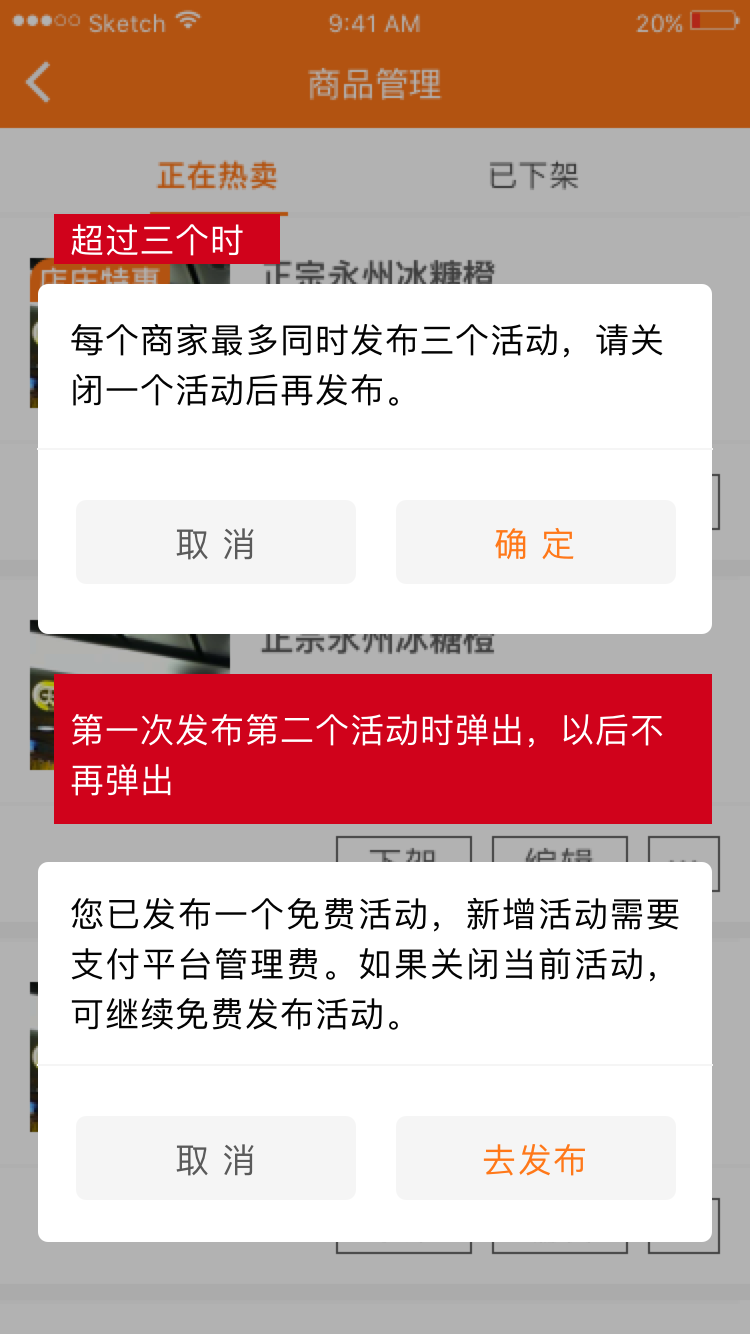 Sketch 9:41 AM 20%
商品管理
正在热卖 已下架
超过三个时
店庆特惠 正宗永州冰糖橙
每个商家最多同时发布三个活动，请关
闭一个活动后再发布。
取 消 确 定
正宗永州冰糖橙
第一次发布第二个活动时弹出，以后不
再弹出
下架 编辑 ...
您已发布一个免费活动，新增活动需要
支付平台管理费。如果关闭当前活动，
可继续免费发布活动。
取 消 去发布